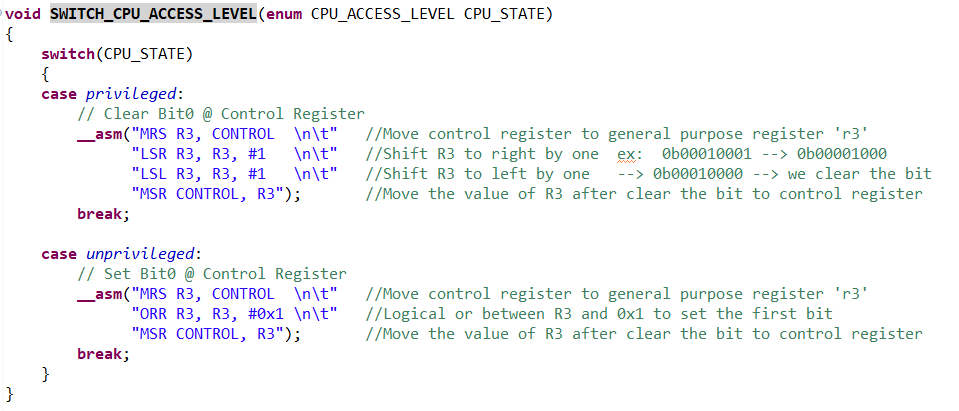 void SWITCH_CPU_ACCESS_LEVEL(enum CPU_ACCESS_LEVEL CPU_STATE)
{
    switch(CPU_STATE)
    {
    case privileged:
        // Clear Bit0 @ Control Register
        __asm("MRS R3, CONTROL  \n\t"   //Move control register to general purpose register 'r3'
              "LSR R3, R3, #1   \n\t"   //Shift R3 to right by one  ex:  0b00010001 --> 0b00001000
              "LSL R3, R3, #1   \n\t"   //Shift R3 to left by one   --> 0b00010000 --> we clear the bit
              "MSR CONTROL, R3");       //Move the value of R3 after clear the bit to control register
        break;

    case unprivileged:
        // Set Bit0 @ Control Register
        __asm("MRS R3, CONTROL  \n\t"   //Move control register to general purpose register 'r3'
              "ORR R3, R3, #0x1 \n\t"   //Logical or between R3 and 0x1 to set the first bit
              "MSR CONTROL, R3");       //Move the value of R3 after clear the bit to control register
        break;
    }
}